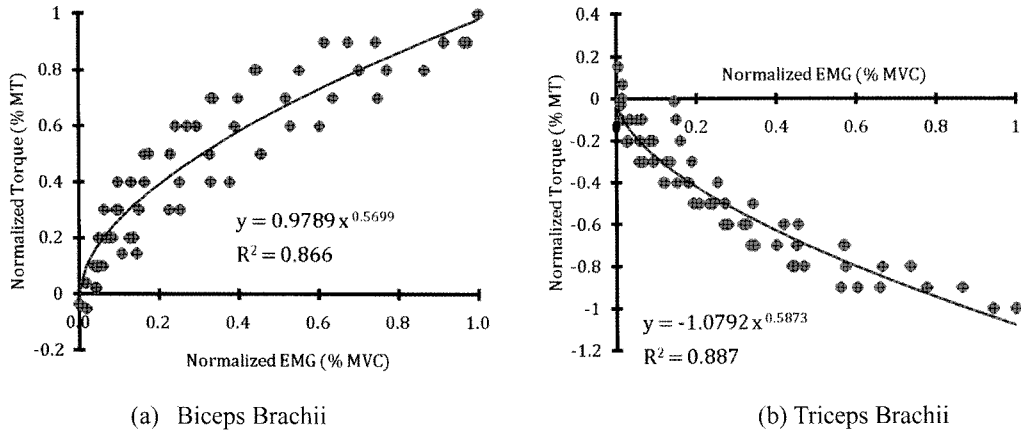 1
0.8
0.6
0.4
0.2
0
-0.2
Normalized Torque (% MT)
0.0
0.2
0.4
0.6
0.8
1.0
Normalized EMG (% MVC)
y = 0.9789 x^0.5699
R² = 0.866
(a) Biceps Brachii
0.4
0.2
0
-0.2
-0.4
-0.6
-0.8
-1
-1.2
Normalized Torque (% MT)
Normalized EMG (% MVC)
0.2
0.4
0.6
0.8
1
y = -1.0792 x^0.5873
R² = 0.887
(b) Triceps Brachii